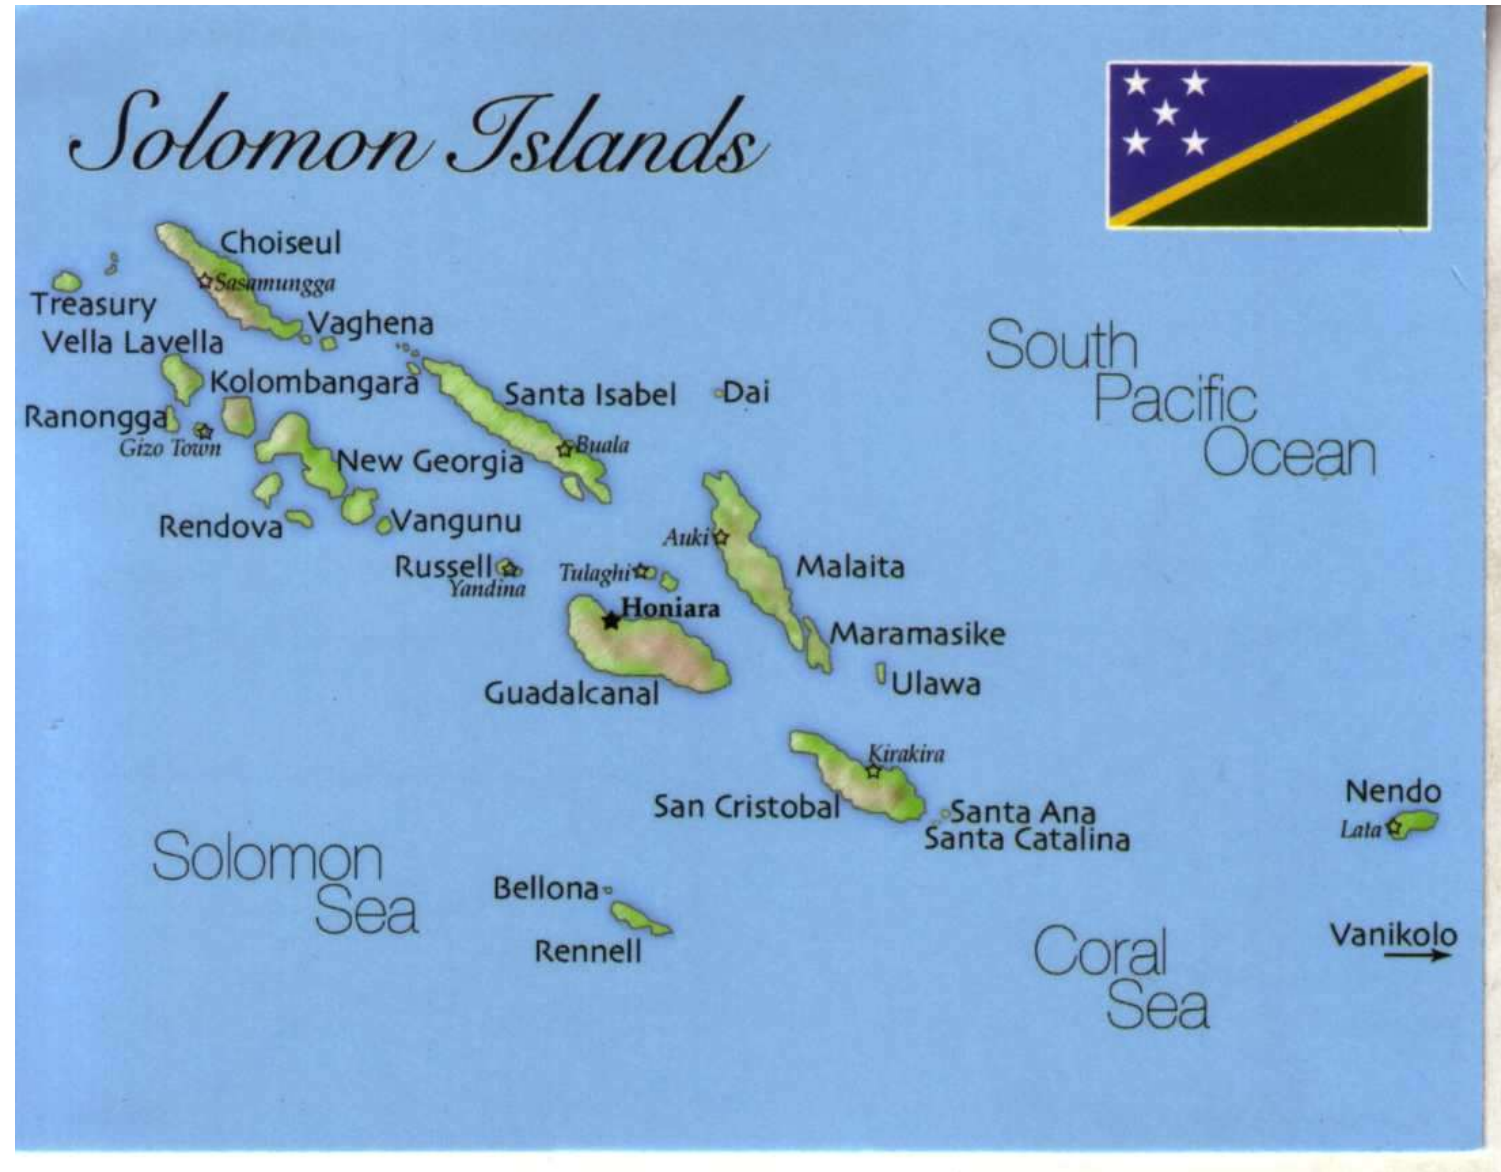 Solomon Islands
Choiseul
Sasamungga
Treasury
Vaghena
Vella Lavella
Kolombangara
Santa Isabel
Dai
Ranongga
Gizo Town
Buala
New Georgia
Rendova
Vangunu
Auki
Russell
Yandina
Tulaghi
Malaita
Honiara
Maramasike
Guadalcanal
Ulawa
Kirakira
San Cristobal
Santa Ana
Santa Catalina
Nendo
Lata
Bellona
Rennell
Vanikolo
South
Pacific
Ocean
Solomon
Sea
Coral
Sea